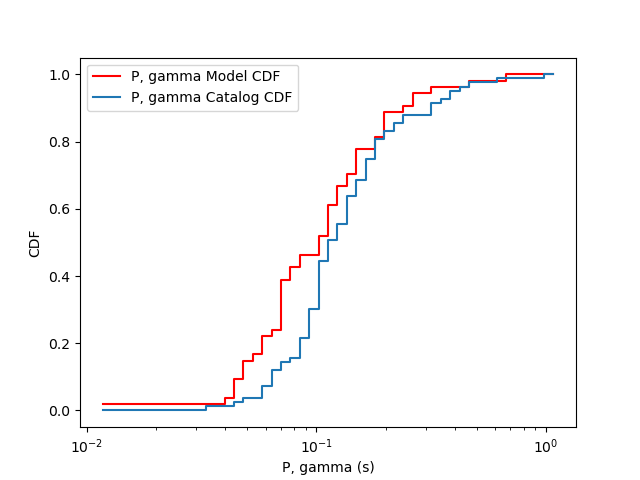 P, gamma Model CDF
P, gamma Catalog CDF
1.0
0.8
0.6
0.4
0.2
0.0
CDF
10⁻² 10⁻¹ 10⁰
P, gamma (s)